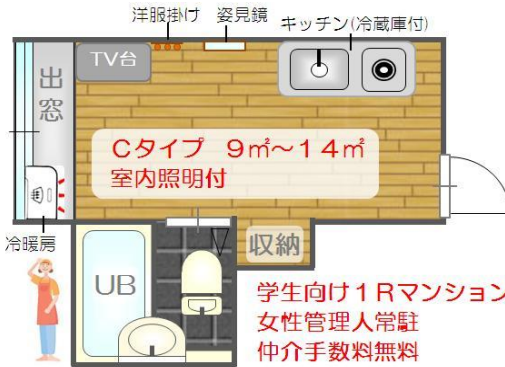 洋服掛け 姿見鏡 キッチン(冷蔵庫付)
TV台
出窓
Cタイプ 9㎡～14㎡
室内照明付
冷暖房
収納
UB
学生向け1Rマンション
女性管理人常駐
仲介手数料無料